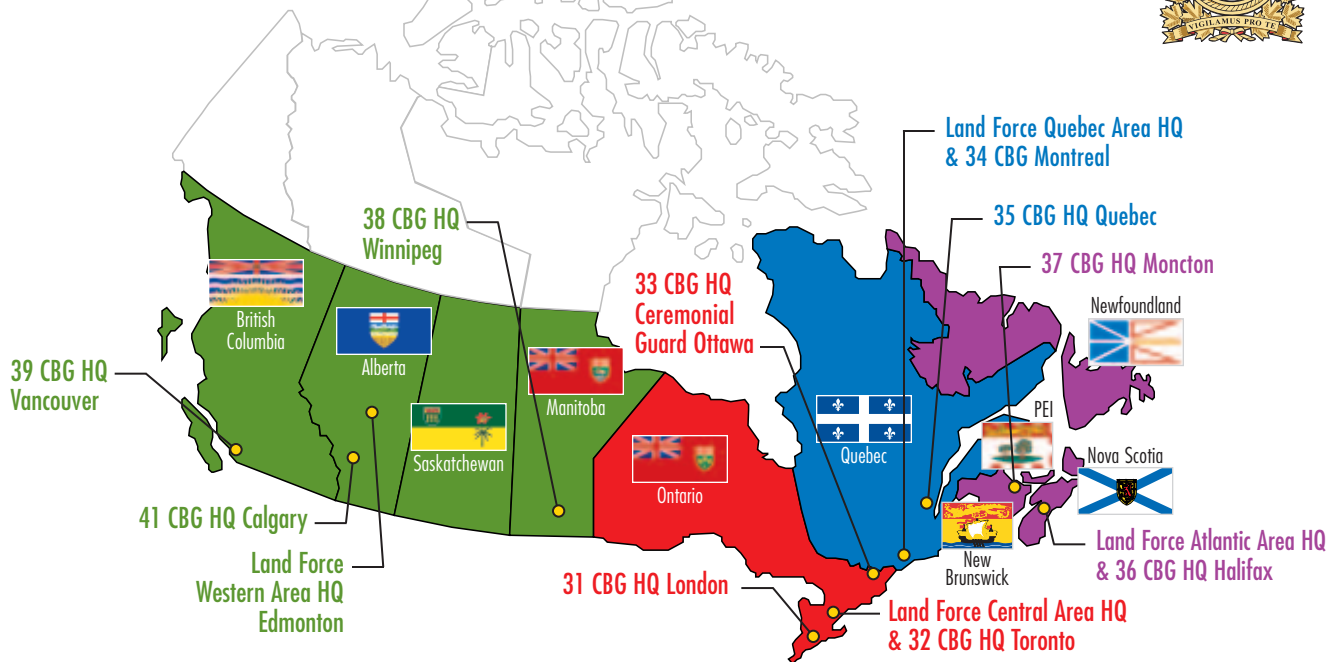 VIGILAMUS PRO TE
Land Force Quebec Area HQ
& 34 CBG Montreal
38 CBG HQ
Winnipeg
35 CBG HQ Quebec
37 CBG HQ Moncton
33 CBG HQ
Ceremonial
Guard Ottawa
Newfoundland
British
Columbia
Alberta
39 CBG HQ
Vancouver
Manitoba
PEI
Saskatchewan
Quebec
Nova Scotia
Ontario
41 CBG HQ Calgary
Land Force
Western Area HQ
Edmonton
New
Brunswick
Land Force Atlantic Area HQ
& 36 CBG HQ Halifax
31 CBG HQ London
Land Force Central Area HQ
& 32 CBG HQ Toronto